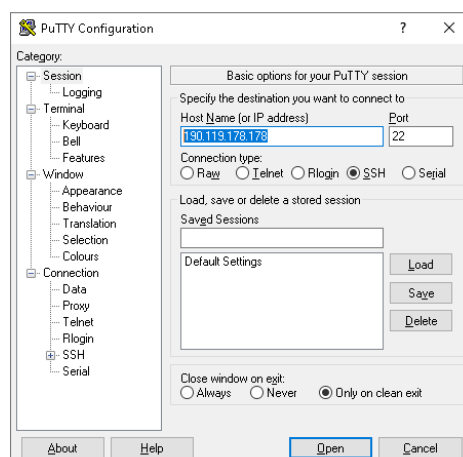 PuTTY Configuration
?
Category:
Session
Logging
Terminal
Keyboard
Bell
Features
Window
Appearance
Behaviour
Translation
Selection
Colours
Connection
Data
Proxy
Telnet
Rlogin
SSH
Serial
Basic options for your PuTTY session
Specify the destination you want to connect to
Host Name (or IP address) Port
190.119.178.178 22
Connection type:
Raw Telnet Rlogin SSH Serial
Load, save or delete a stored session
Saved Sessions
Default Settings
Load
Save
Delete
Close window on exit:
Always Never Only on clean exit
About Help Open Cancel